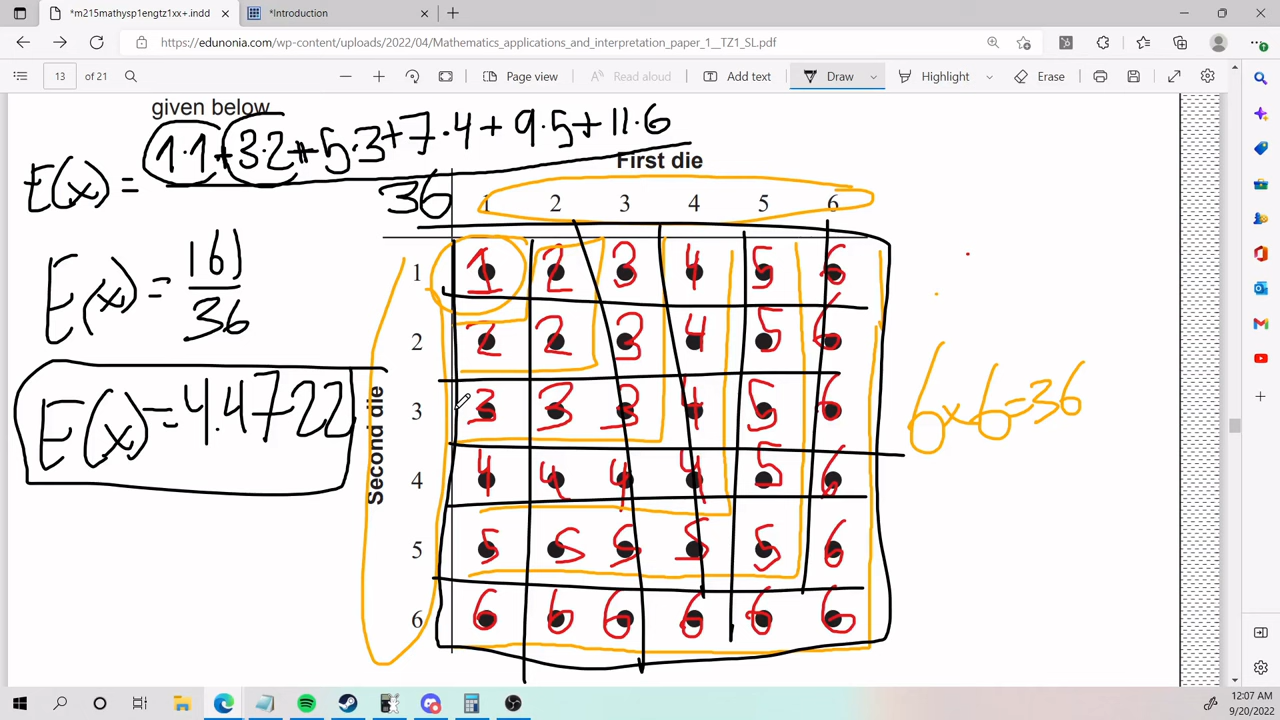 *m215mathysp1engtz1xx+.indd
*Introduction
https://edunonia.com/wp-content/uploads/2022/04/Mathematics_applications_and_interpretation_paper_1__TZ1_SL.pdf
13 of 21
Page view
Read aloud
Add text
Draw
Highlight
Erase
given below
E(x) = 1·1+3·2+5·3+7·4+9·5+11·6
36
First die
1 2 3 4 5 6
E(x) = 161
36
E(x)=4.4722
Second die
1 1 2 3 4 5 6
2 2 2 3 4 5 6
3 3 3 3 4 5 6
4 4 4 4 4 5 6
5 5 5 5 5 5 6
6 6 6 6 6 6 6
6x6=36
12:07 AM
9/20/2022